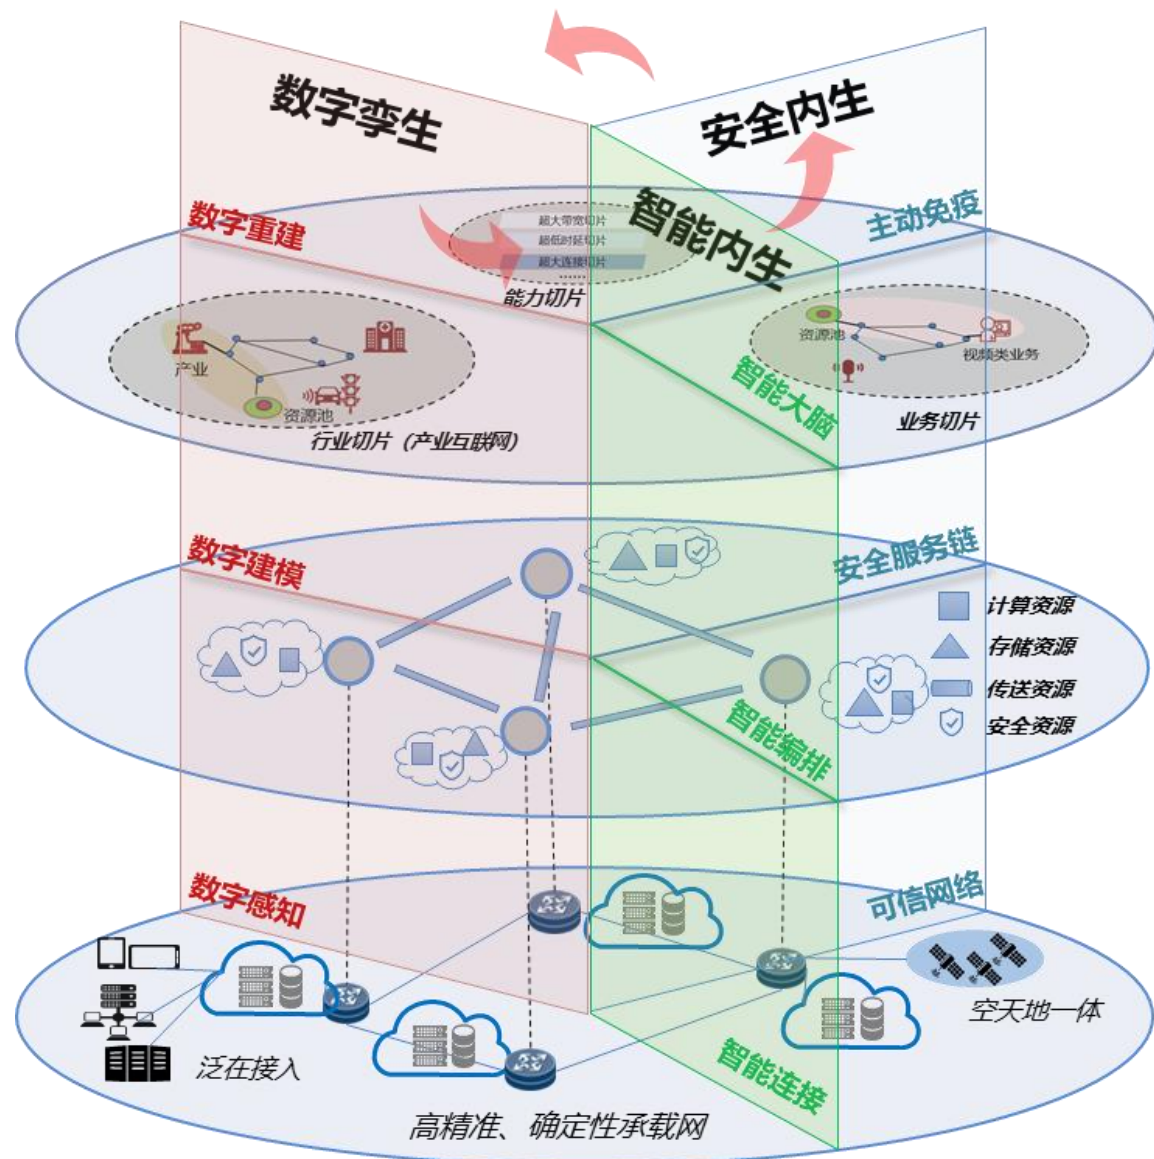 数字孪生
安全内生
智能内生
数字重建
主动免疫
超大带宽切片
超低时延切片
超大连接切片
......
能力切片
产业
资源池
行业切片（产业互联网）
智能大脑
资源池
视频类业务
业务切片
数字建模
安全服务链
计算资源
存储资源
传送资源
安全资源
智能编排
数字感知
可信网络
泛在接入
空天地一体
智能连接
高精准、确定性承载网